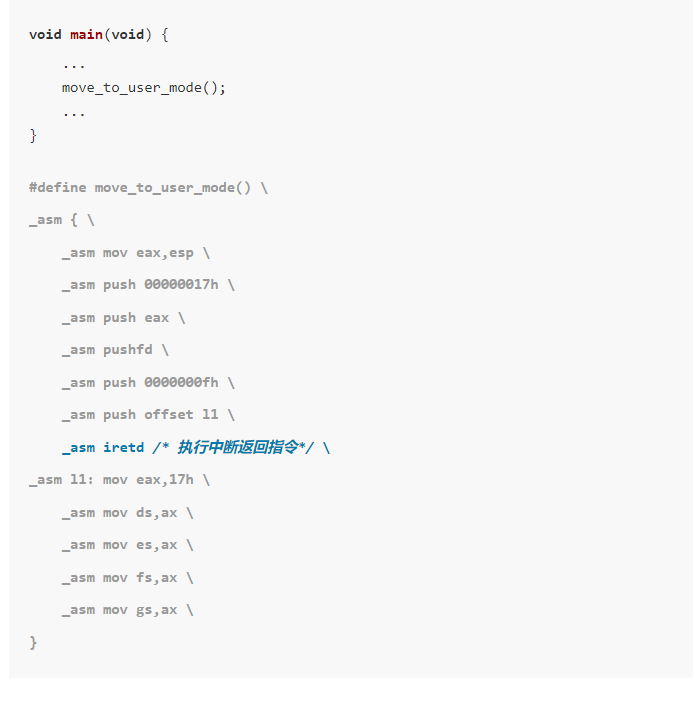 void main(void) {
    ...
    move_to_user_mode();
    ...
}
#define move_to_user_mode() \
_asm { \
    _asm mov eax,esp \
    _asm push 00000017h \
    _asm push eax \
    _asm pushfd \
    _asm push 0000000fh \
    _asm push offset l1 \
    _asm iretd /* 执行中断返回指令*/ \
_asm l1: mov eax,17h \
    _asm mov ds,ax \
    _asm mov es,ax \
    _asm mov fs,ax \
    _asm mov gs,ax \
}